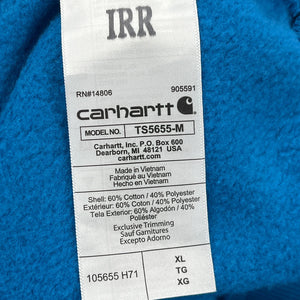 IRR
RN#14806 905591
carhartt
MODEL NO. TS5655-M
Carhartt, Inc. P.O. Box 600
Dearborn, MI 48121 USA
carhartt.com
Made in Vietnam
Fabriqué au Vietnam
Hecho en Vietnam
Shell: 60% Cotton / 40% Polyester
Extérieur: 60% Coton / 40% Polyester
Tela Exterior: 60% Algodón / 40%
Poliéster
Exclusive Trimming
Sauf Garnitures
Excepto Adorno
105655 H71
XL
TG
XG